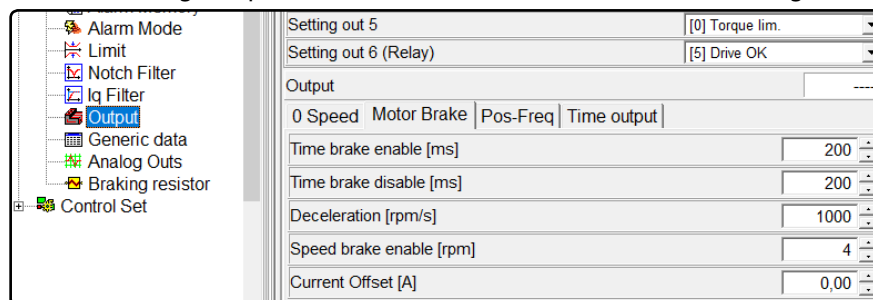 Alarm Mode
Limit
Notch Filter
Iq Filter
Output
Generic data
Analog Outs
Braking resistor
Control Set
Setting out 5 [0] Torque lim.
Setting out 6 (Relay) [5] Drive OK
Output ----
0 Speed Motor Brake Pos-Freq Time output
Time brake enable [ms] 200
Time brake disable [ms] 200
Deceleration [rpm/s] 1000
Speed brake enable [rpm] 4
Current Offset [A] 0,00